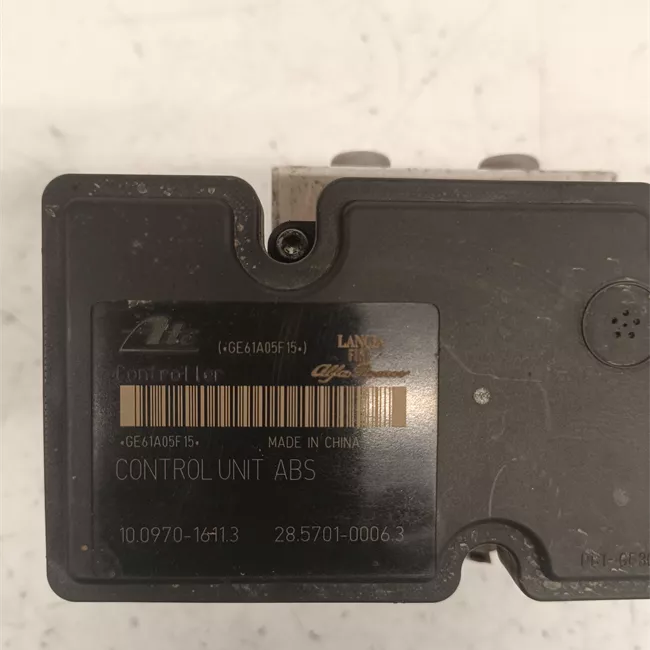 Ate (*GE61A05F15*) LANCIA
FIAT
Controller Alfa Romeo
*GE61A05F15* MADE IN CHINA
CONTROL UNIT ABS
10.0970-1611.3 28.5701-0006.3